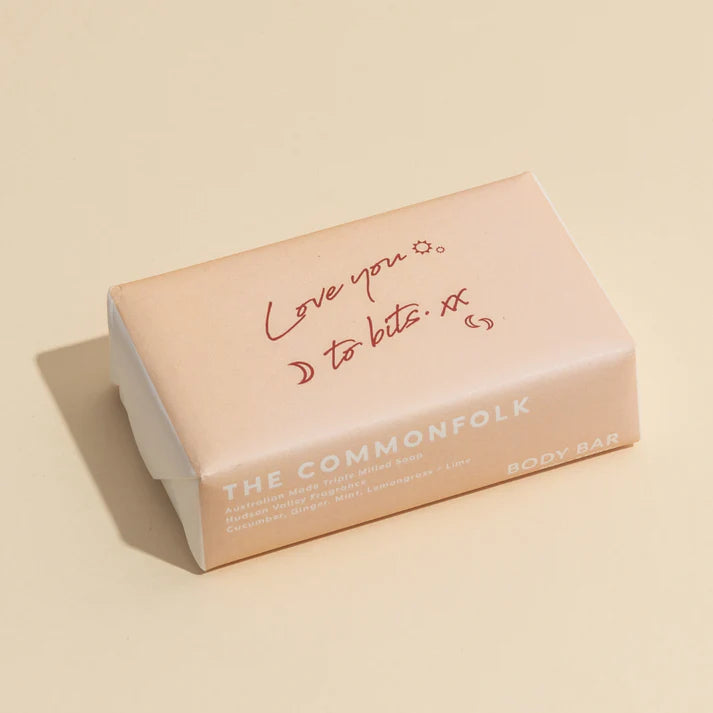 Love you
to bits. xx
THE COMMONFOLK
Australian Made Triple Milled Soap
Hudson Valley Fragrance
Cucumber, Ginger, Mint, Lemongrass + Lime
BODY BAR